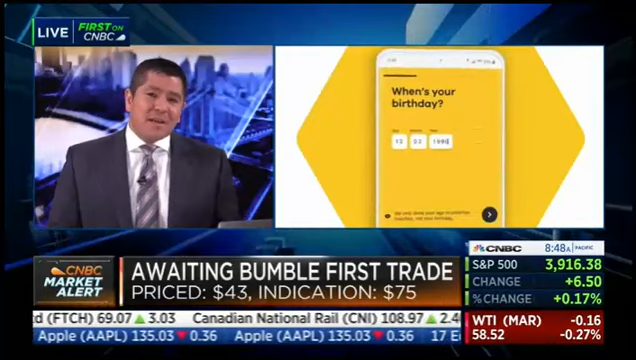 LIVE
FIRST ON
CNBC
When's your
birthday?
12
02
1990
CNBC
MARKET
ALERT
AWAITING BUMBLE FIRST TRADE
PRICED: $43, INDICATION: $75
CNBC
8:48A
PACIFIC
S&P 500
3,916.38
CHANGE
+6.50
% CHANGE
+0.17%
WTI (MAR)
-0.16
58.52
-0.27%
d (FTCH) 69.07 ▲ 3.03 Canadian National Rail (CNI) 108.97 ▲ 2.4
Apple (AAPL) 135.03 ▼ 0.36 Apple (AAPL) 135.03 ▼ 0.36 17 Ed